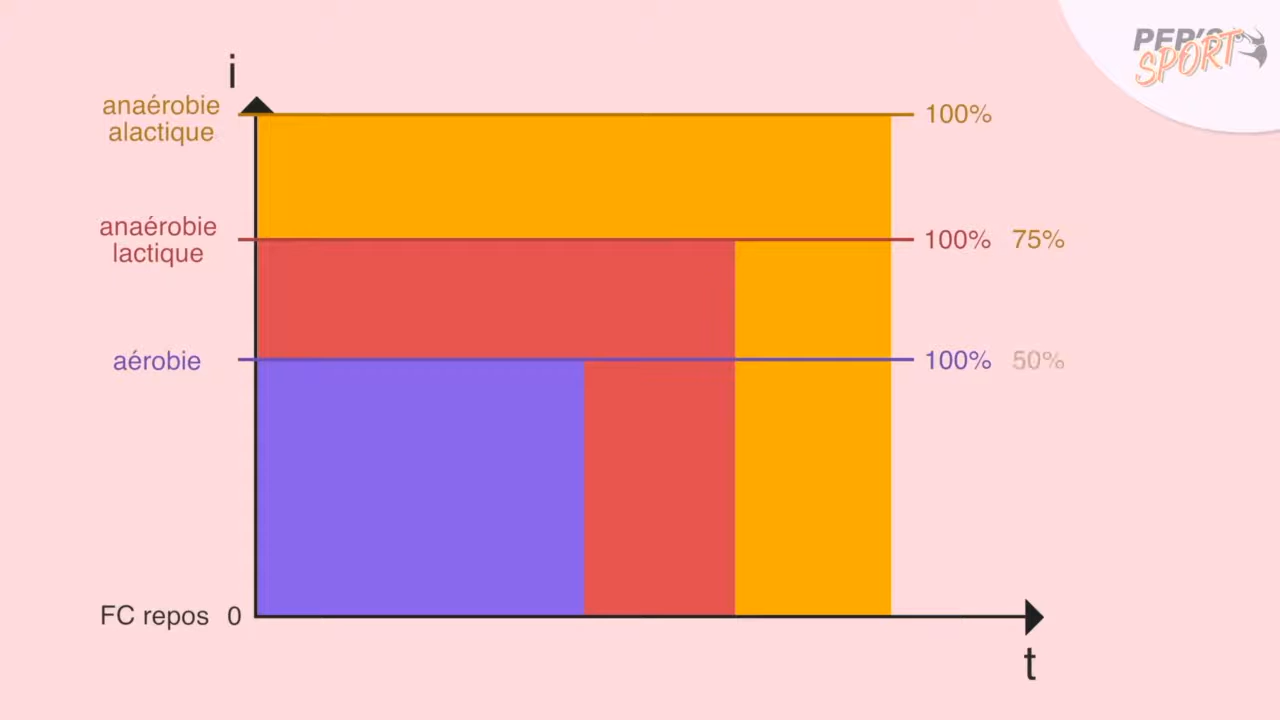 PEP'S
SPORT
i
anaérobie
alactique
100%
anaérobie
lactique
100% 75%
aérobie
100% 50%
FC repos 0
t